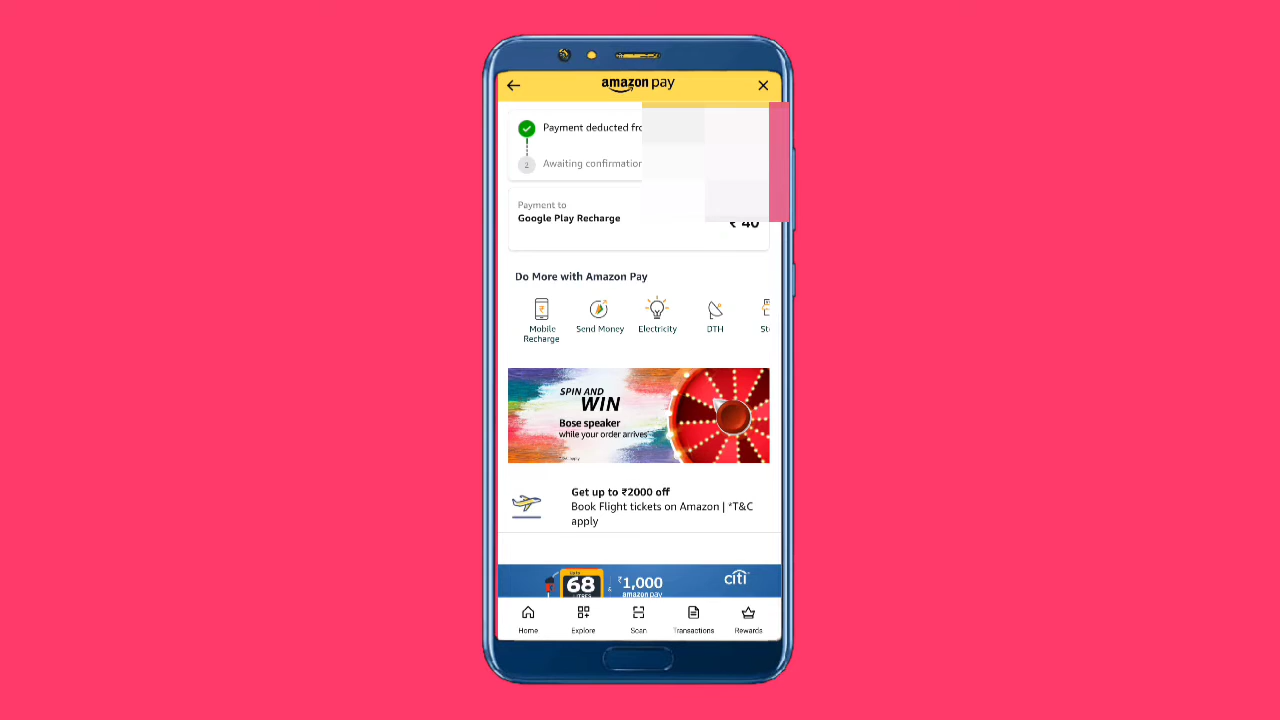 amazon pay
Payment deducted
2
Awaiting confirmation
Payment to
Google Play Recharge
₹ 40
Do More with Amazon Pay
Mobile Recharge
Send Money
Electricity
DTH
SPIN AND
WIN
Bose speaker
while your order arrives*
Get up to ₹2000 off
Book Flight tickets on Amazon | *T&C
apply
68
LITRES
&
₹1,000
amazon pay
citi
Home
Explore
Scan
Transactions
Rewards